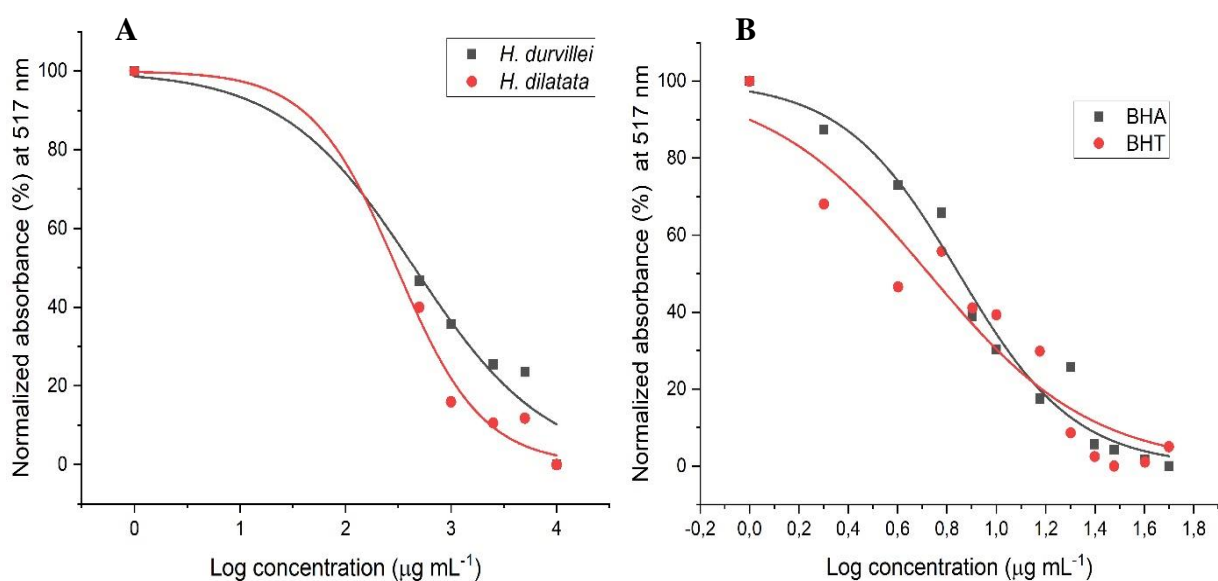 A
H. durvillei
H. dilatata
Normalized absorbance (%) at 517 nm
100
80
60
40
20
0
0
1
2
3
4
Log concentration (µg mL⁻¹)
B
BHA
BHT
Normalized absorbance (%)  at 517 nm
100
80
60
40
20
0
-0,2
0,0
0,2
0,4
0,6
0,8
1,0
1,2
1,4
1,6
1,8
Log concentration (µg mL⁻¹)